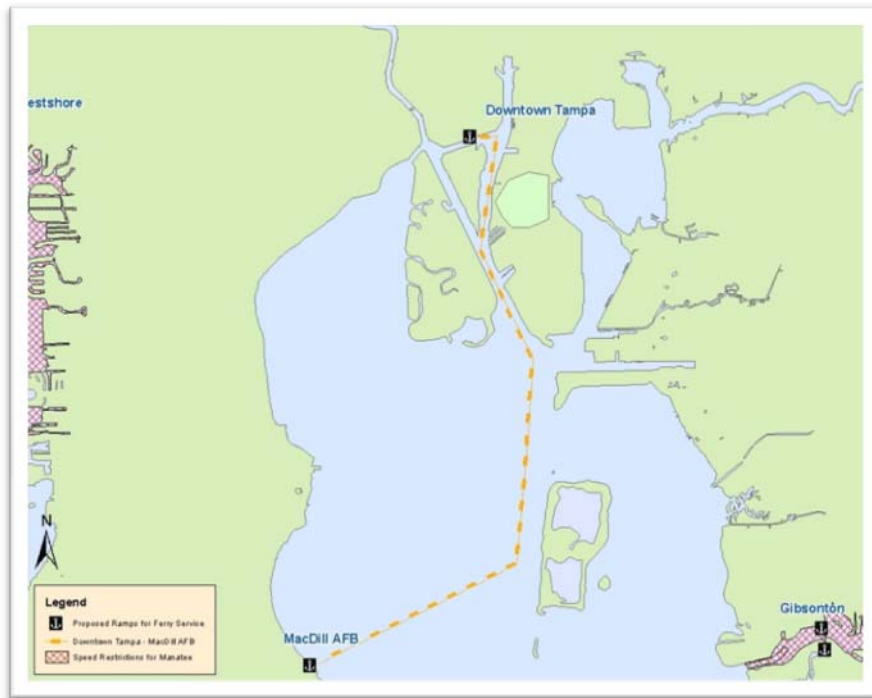 estshore
Downtown Tampa
N
Legend
Proposed Ramps for Ferry Service
Downtown Tampa - MacDill AFB
Speed Restrictions for Manatee
MacDill AFB
Gibsonton